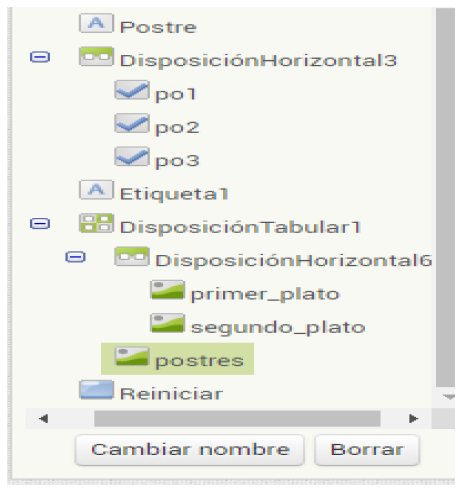 Postre
DisposiciónHorizontal3
po1
po2
po3
Etiqueta1
DisposiciónTabular1
DisposiciónHorizontal6
primer_plato
segundo_plato
postres
Reiniciar
Cambiar nombre Borrar